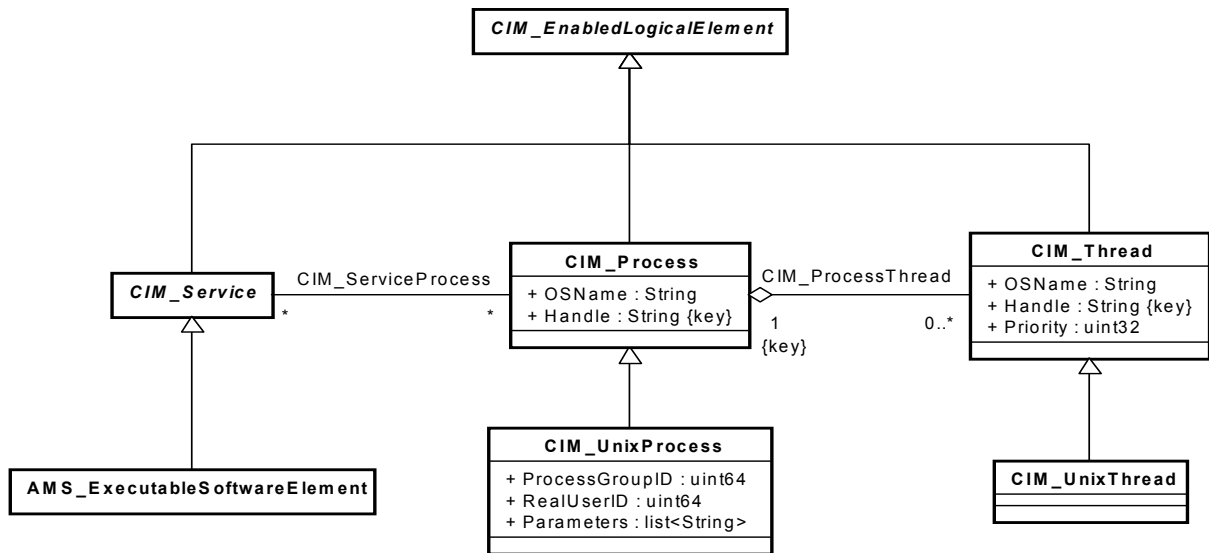 CIM_EnabledLogicalElement
CIM_Service
CIM_ServiceProcess
*
*
CIM_Process
+ OSName : String
+ Handle : String {key}
CIM_ProcessThread
1
{key}
0..*
CIM_Thread
+ OSName : String
+ Handle : String {key}
+ Priority : uint32
AMS_ExecutableSoftwareElement
CIM_UnixProcess
+ ProcessGroupID : uint64
+ RealUserID : uint64
+ Parameters : list<String>
CIM_UnixThread